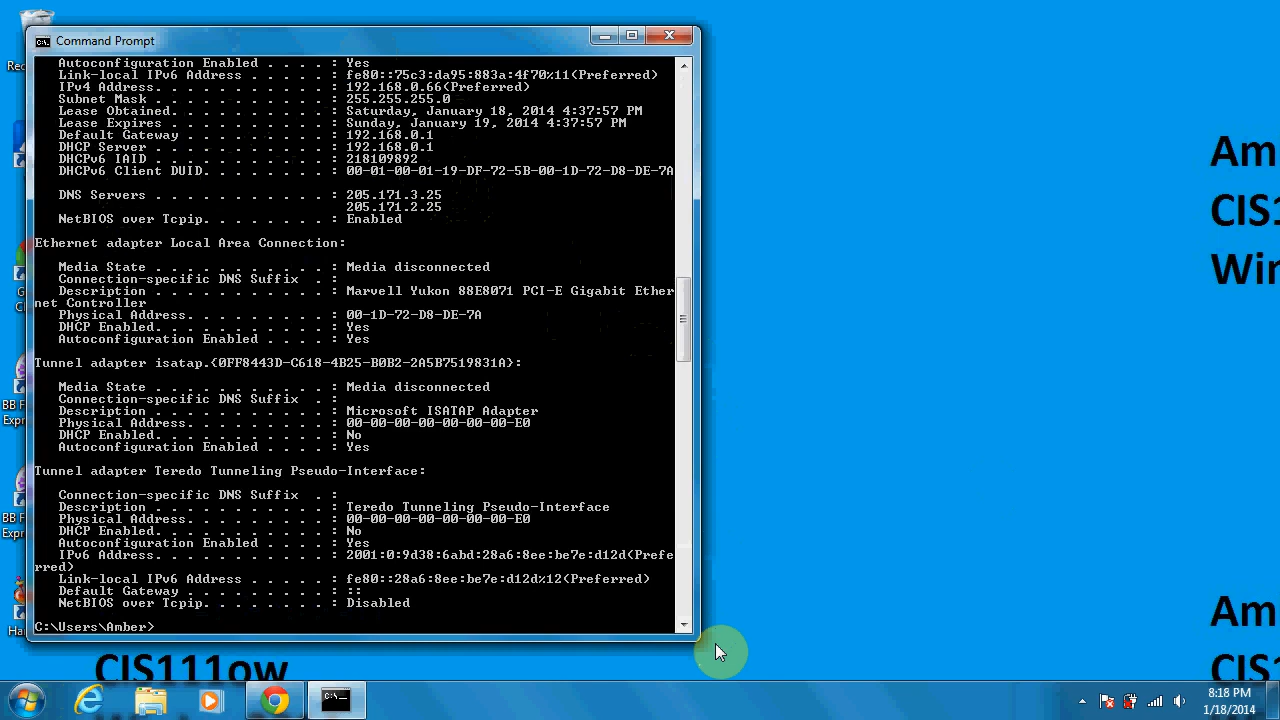 Rec
Command Prompt
Autoconfiguration Enabled . . . . : Yes
Link-local IPv6 Address . . . . . : fe80::75c3:da95:883a:4f70%11(Preferred)
IPv4 Address. . . . . . . . . . . : 192.168.0.66(Preferred)
Subnet Mask . . . . . . . . . . . : 255.255.255.0
Lease Obtained. . . . . . . . . . : Saturday, January 18, 2014 4:37:57 PM
Lease Expires . . . . . . . . . . : Sunday, January 19, 2014 4:37:57 PM
Default Gateway . . . . . . . . . : 192.168.0.1
DHCP Server . . . . . . . . . . . : 192.168.0.1
DHCPv6 IAID . . . . . . . . . . . : 218109892
DHCPv6 Client DUID. . . . . . . . : 00-01-00-01-19-DF-72-5B-00-1D-72-D8-DE-7A
DNS Servers . . . . . . . . . . . : 205.171.3.25
205.171.2.25
NetBIOS over Tcpip. . . . . . . . : Enabled
Ethernet adapter Local Area Connection:
Media State . . . . . . . . . . . : Media disconnected
Connection-specific DNS Suffix  . :
Description . . . . . . . . . . . : Marvell Yukon 88E8071 PCI-E Gigabit Ether
net Controller
Physical Address. . . . . . . . . : 00-1D-72-D8-DE-7A
DHCP Enabled. . . . . . . . . . . : Yes
Autoconfiguration Enabled . . . . : Yes
Tunnel adapter isatap.{0FF8443D-C618-4B25-B0B2-2A5B7519831A}:
Media State . . . . . . . . . . . : Media disconnected
Connection-specific DNS Suffix  . :
Description . . . . . . . . . . . : Microsoft ISATAP Adapter
Physical Address. . . . . . . . . : 00-00-00-00-00-00-00-E0
DHCP Enabled. . . . . . . . . . . : No
Autoconfiguration Enabled . . . . : Yes
Tunnel adapter Teredo Tunneling Pseudo-Interface:
Connection-specific DNS Suffix  . :
Description . . . . . . . . . . . : Teredo Tunneling Pseudo-Interface
Physical Address. . . . . . . . . : 00-00-00-00-00-00-00-E0
DHCP Enabled. . . . . . . . . . . : No
Autoconfiguration Enabled . . . . : Yes
IPv6 Address. . . . . . . . . . . : 2001:0:9d38:6abd:28a6:8ee:be7e:d12d(Prefe
rred)
Link-local IPv6 Address . . . . . : fe80::28a6:8ee:be7e:d12d%12(Preferred)
Default Gateway . . . . . . . . . : ::
NetBIOS over Tcpip. . . . . . . . : Disabled
C:\Users\Amber>
BB F
Expr
BB F
Expr
Har
Am
CIS1
Win
Am
CIS1
CIS111ow
8:18 PM
1/18/2014